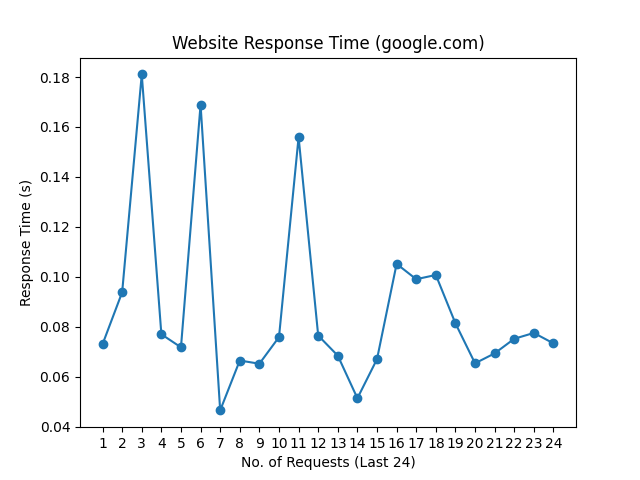 Website Response Time (google.com)
0.18
0.16
0.14
0.12
0.10
0.08
0.06
0.04
Response Time (s)
1 2 3 4 5 6 7 8 9 10 11 12 13 14 15 16 17 18 19 20 21 22 23 24
No. of Requests (Last 24)